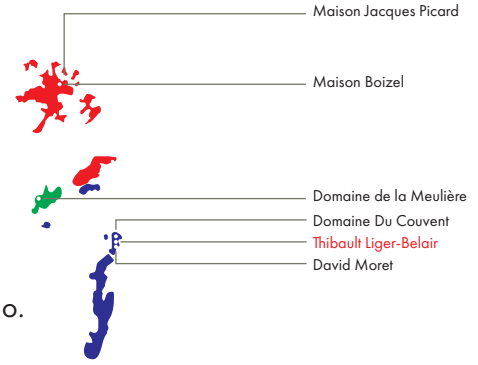 Maison Jacques Picard
Maison Boizel
Domaine de la Meulière
Domaine Du Couvent
Thibault Liger-Belair
David Moret
o.